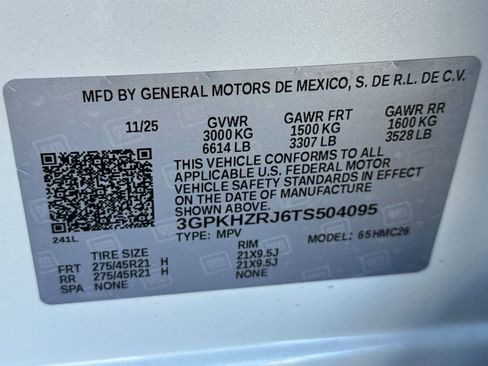 MFD BY GENERAL MOTORS DE MEXICO, S. DE R.L. DE C.V.
11/25 GVWR GAWR FRT GAWR RR
3000 KG 1500 KG 1600 KG
6614 LB 3307 LB 3528 LB
THIS VEHICLE CONFORMS TO ALL
APPLICABLE U.S. FEDERAL MOTOR
VEHICLE SAFETY STANDARDS IN EFFECT
ON THE DATE OF MANUFACTURE
SHOWN ABOVE.
3GPKHZRJ6TS504095
TYPE: MPV MODEL: 65HMC26
241L
TIRE SIZE RIM
FRT 275/45R21 H 21X9.5J
RR 275/45R21 H 21X9.5J
SPA NONE NONE